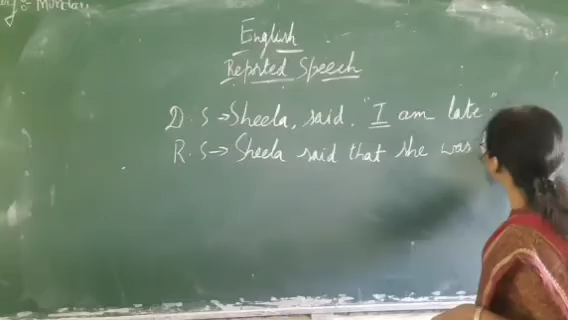 English
Reported Speech
D. S → Sheela, said. "I am late."
R. S → Sheela said that she was